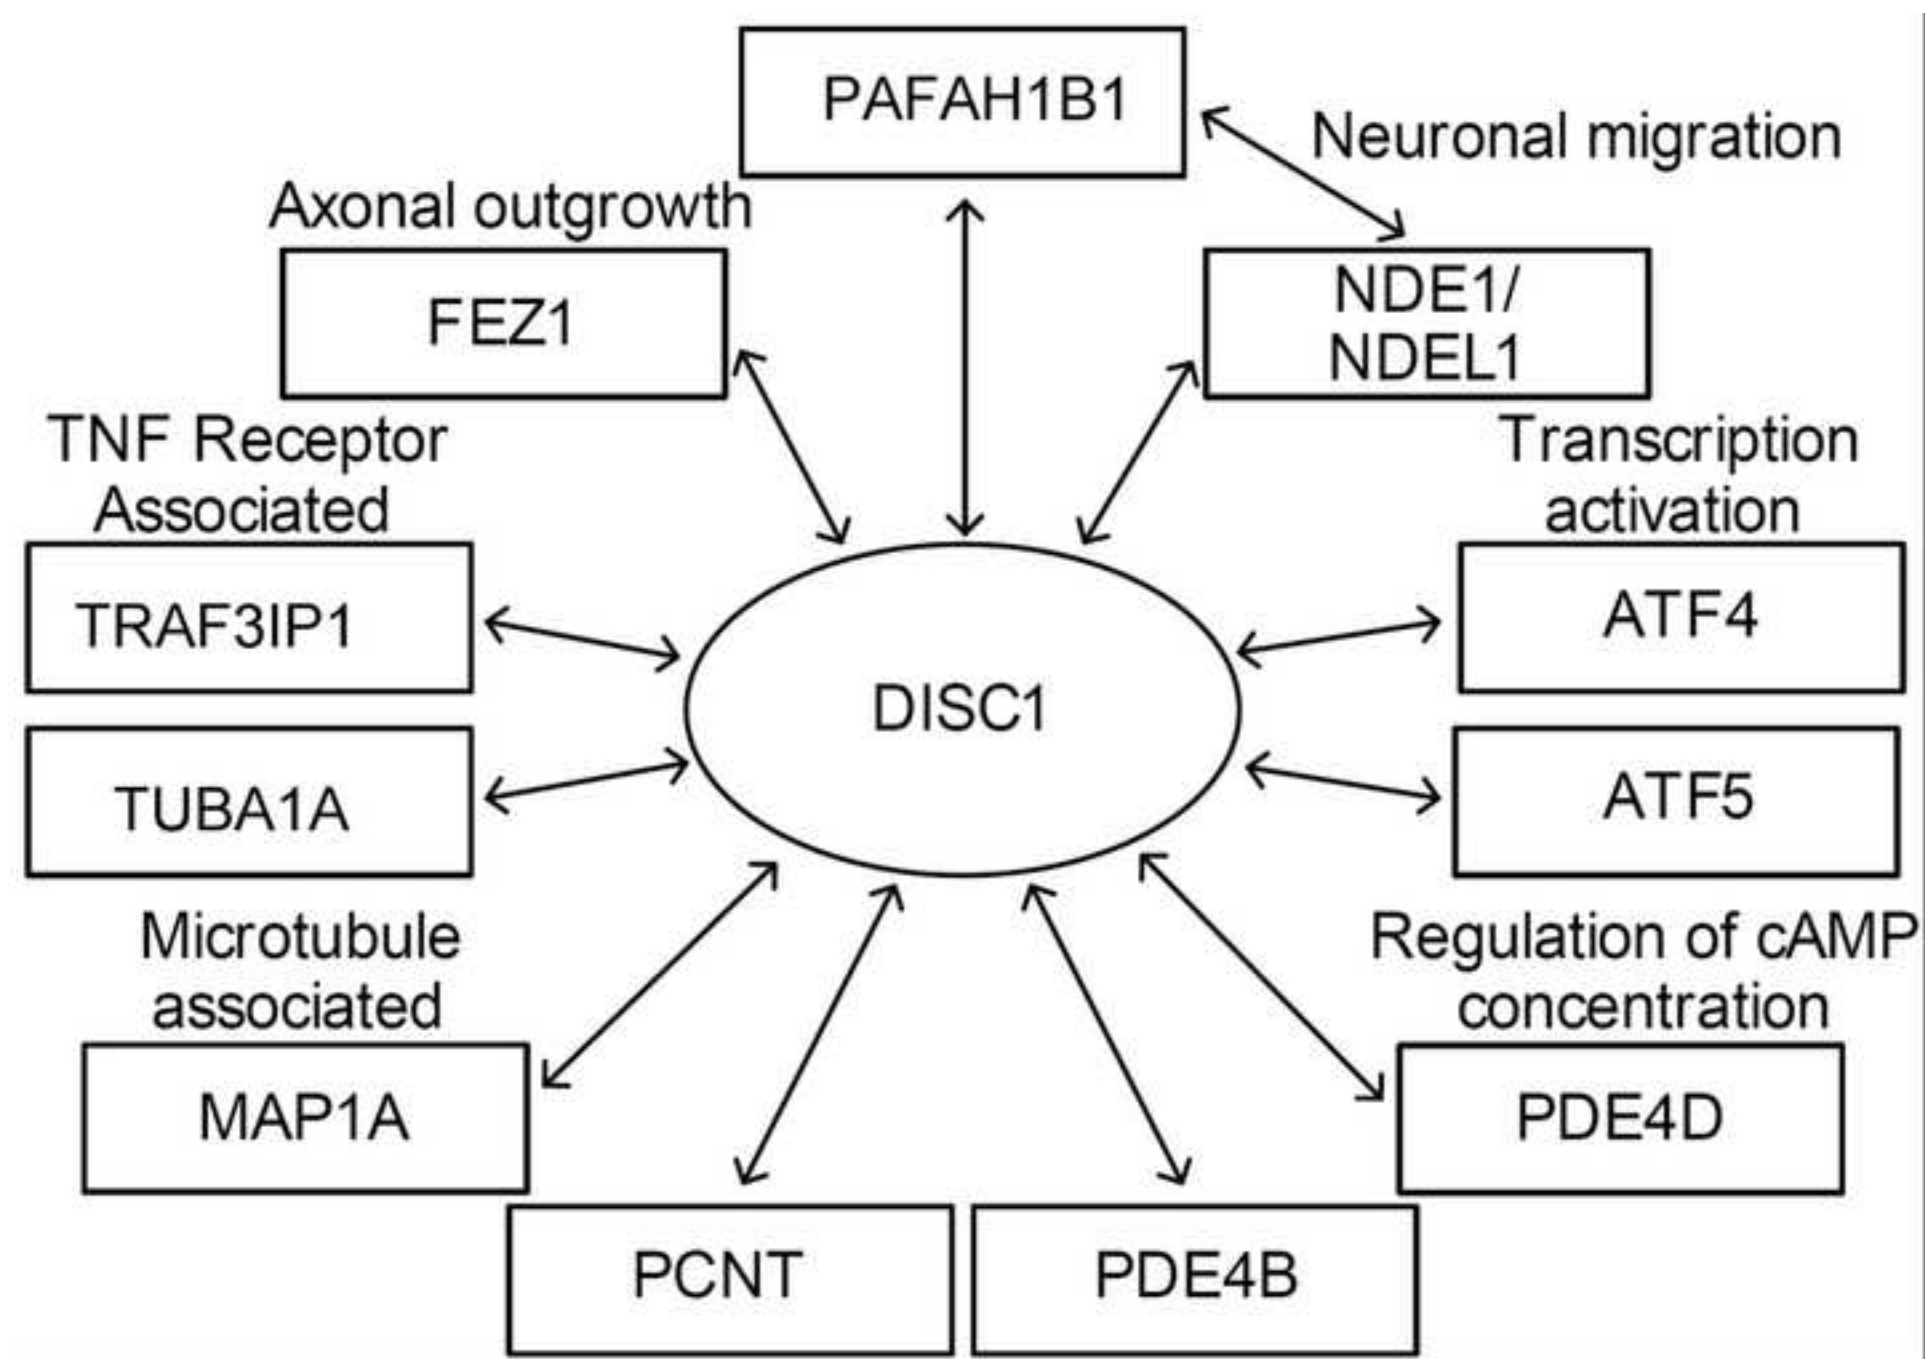 PAFAH1B1
Neuronal migration
Axonal outgrowth
FEZ1
NDE1/
NDEL1
TNF Receptor
Associated
Transcription
activation
TRAF3IP1
ATF4
DISC1
TUBA1A
ATF5
Microtubule
associated
Regulation of cAMP
concentration
MAP1A
PDE4D
PCNT
PDE4B